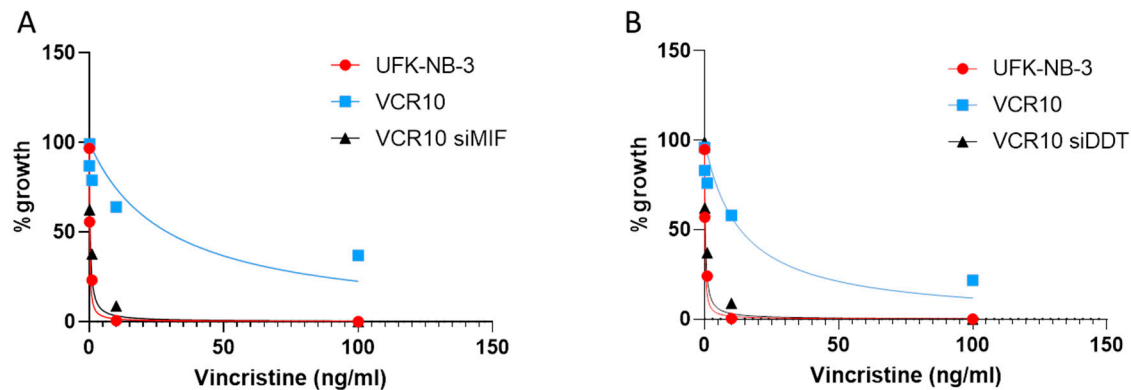 A
150
100
50
0
% growth
0
50
100
150
Vincristine (ng/ml)
UFK-NB-3
VCR10
VCR10 siMIF
B
150
100
50
0
% growth
0
50
100
150
Vincristine (ng/ml)
UFK-NB-3
VCR10
VCR10 siDDT